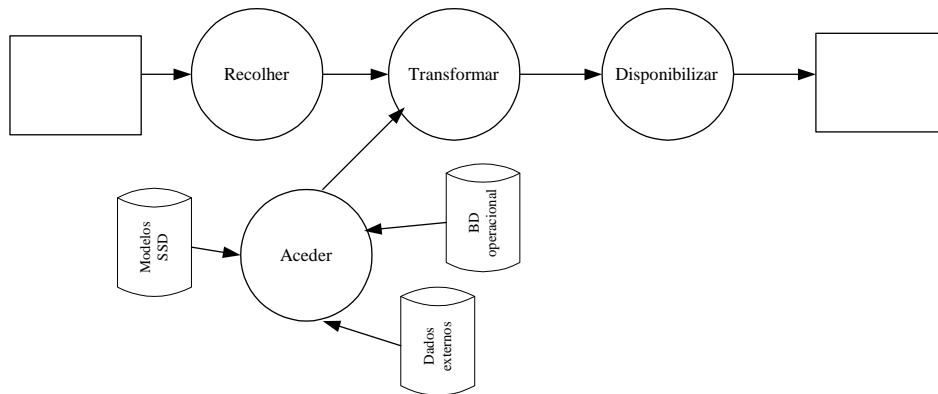 Recolher
Transformar
Disponibilizar
Modelos
SSD
Aceder
BD
operacional
Dados
externos